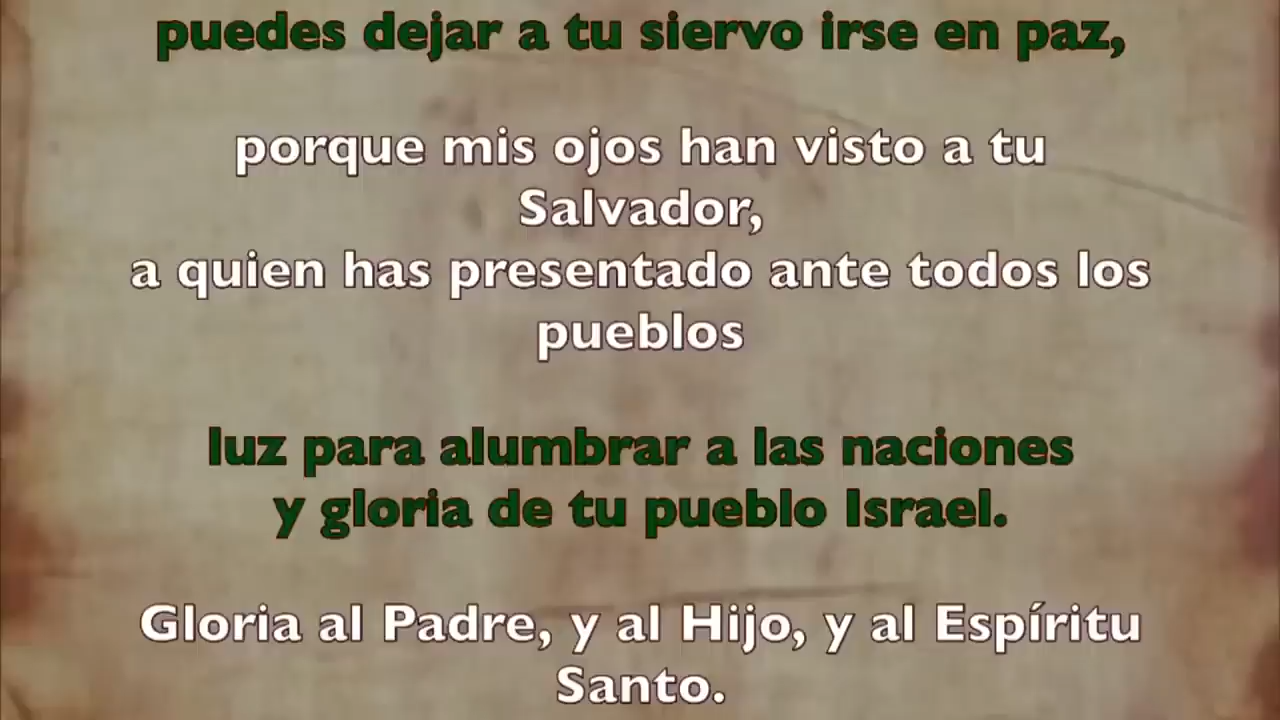 puedes dejar a tu siervo irse en paz,
porque mis ojos han visto a tu
Salvador,
a quien has presentado ante todos los
pueblos
luz para alumbrar a las naciones
y gloria de tu pueblo Israel.
Gloria al Padre, y al Hijo, y al Espíritu
Santo.